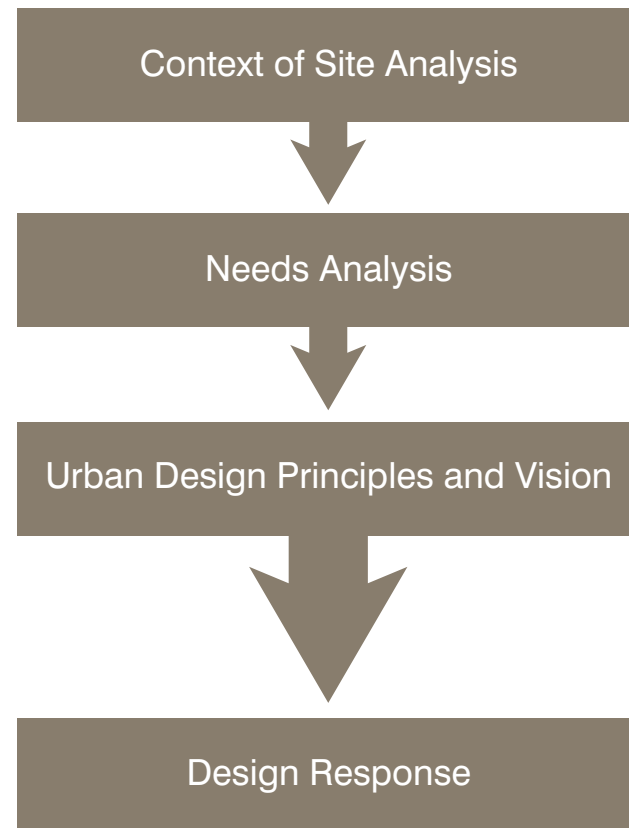 Context of Site Analysis
Needs Analysis
Urban Design Principles and Vision
Design Response